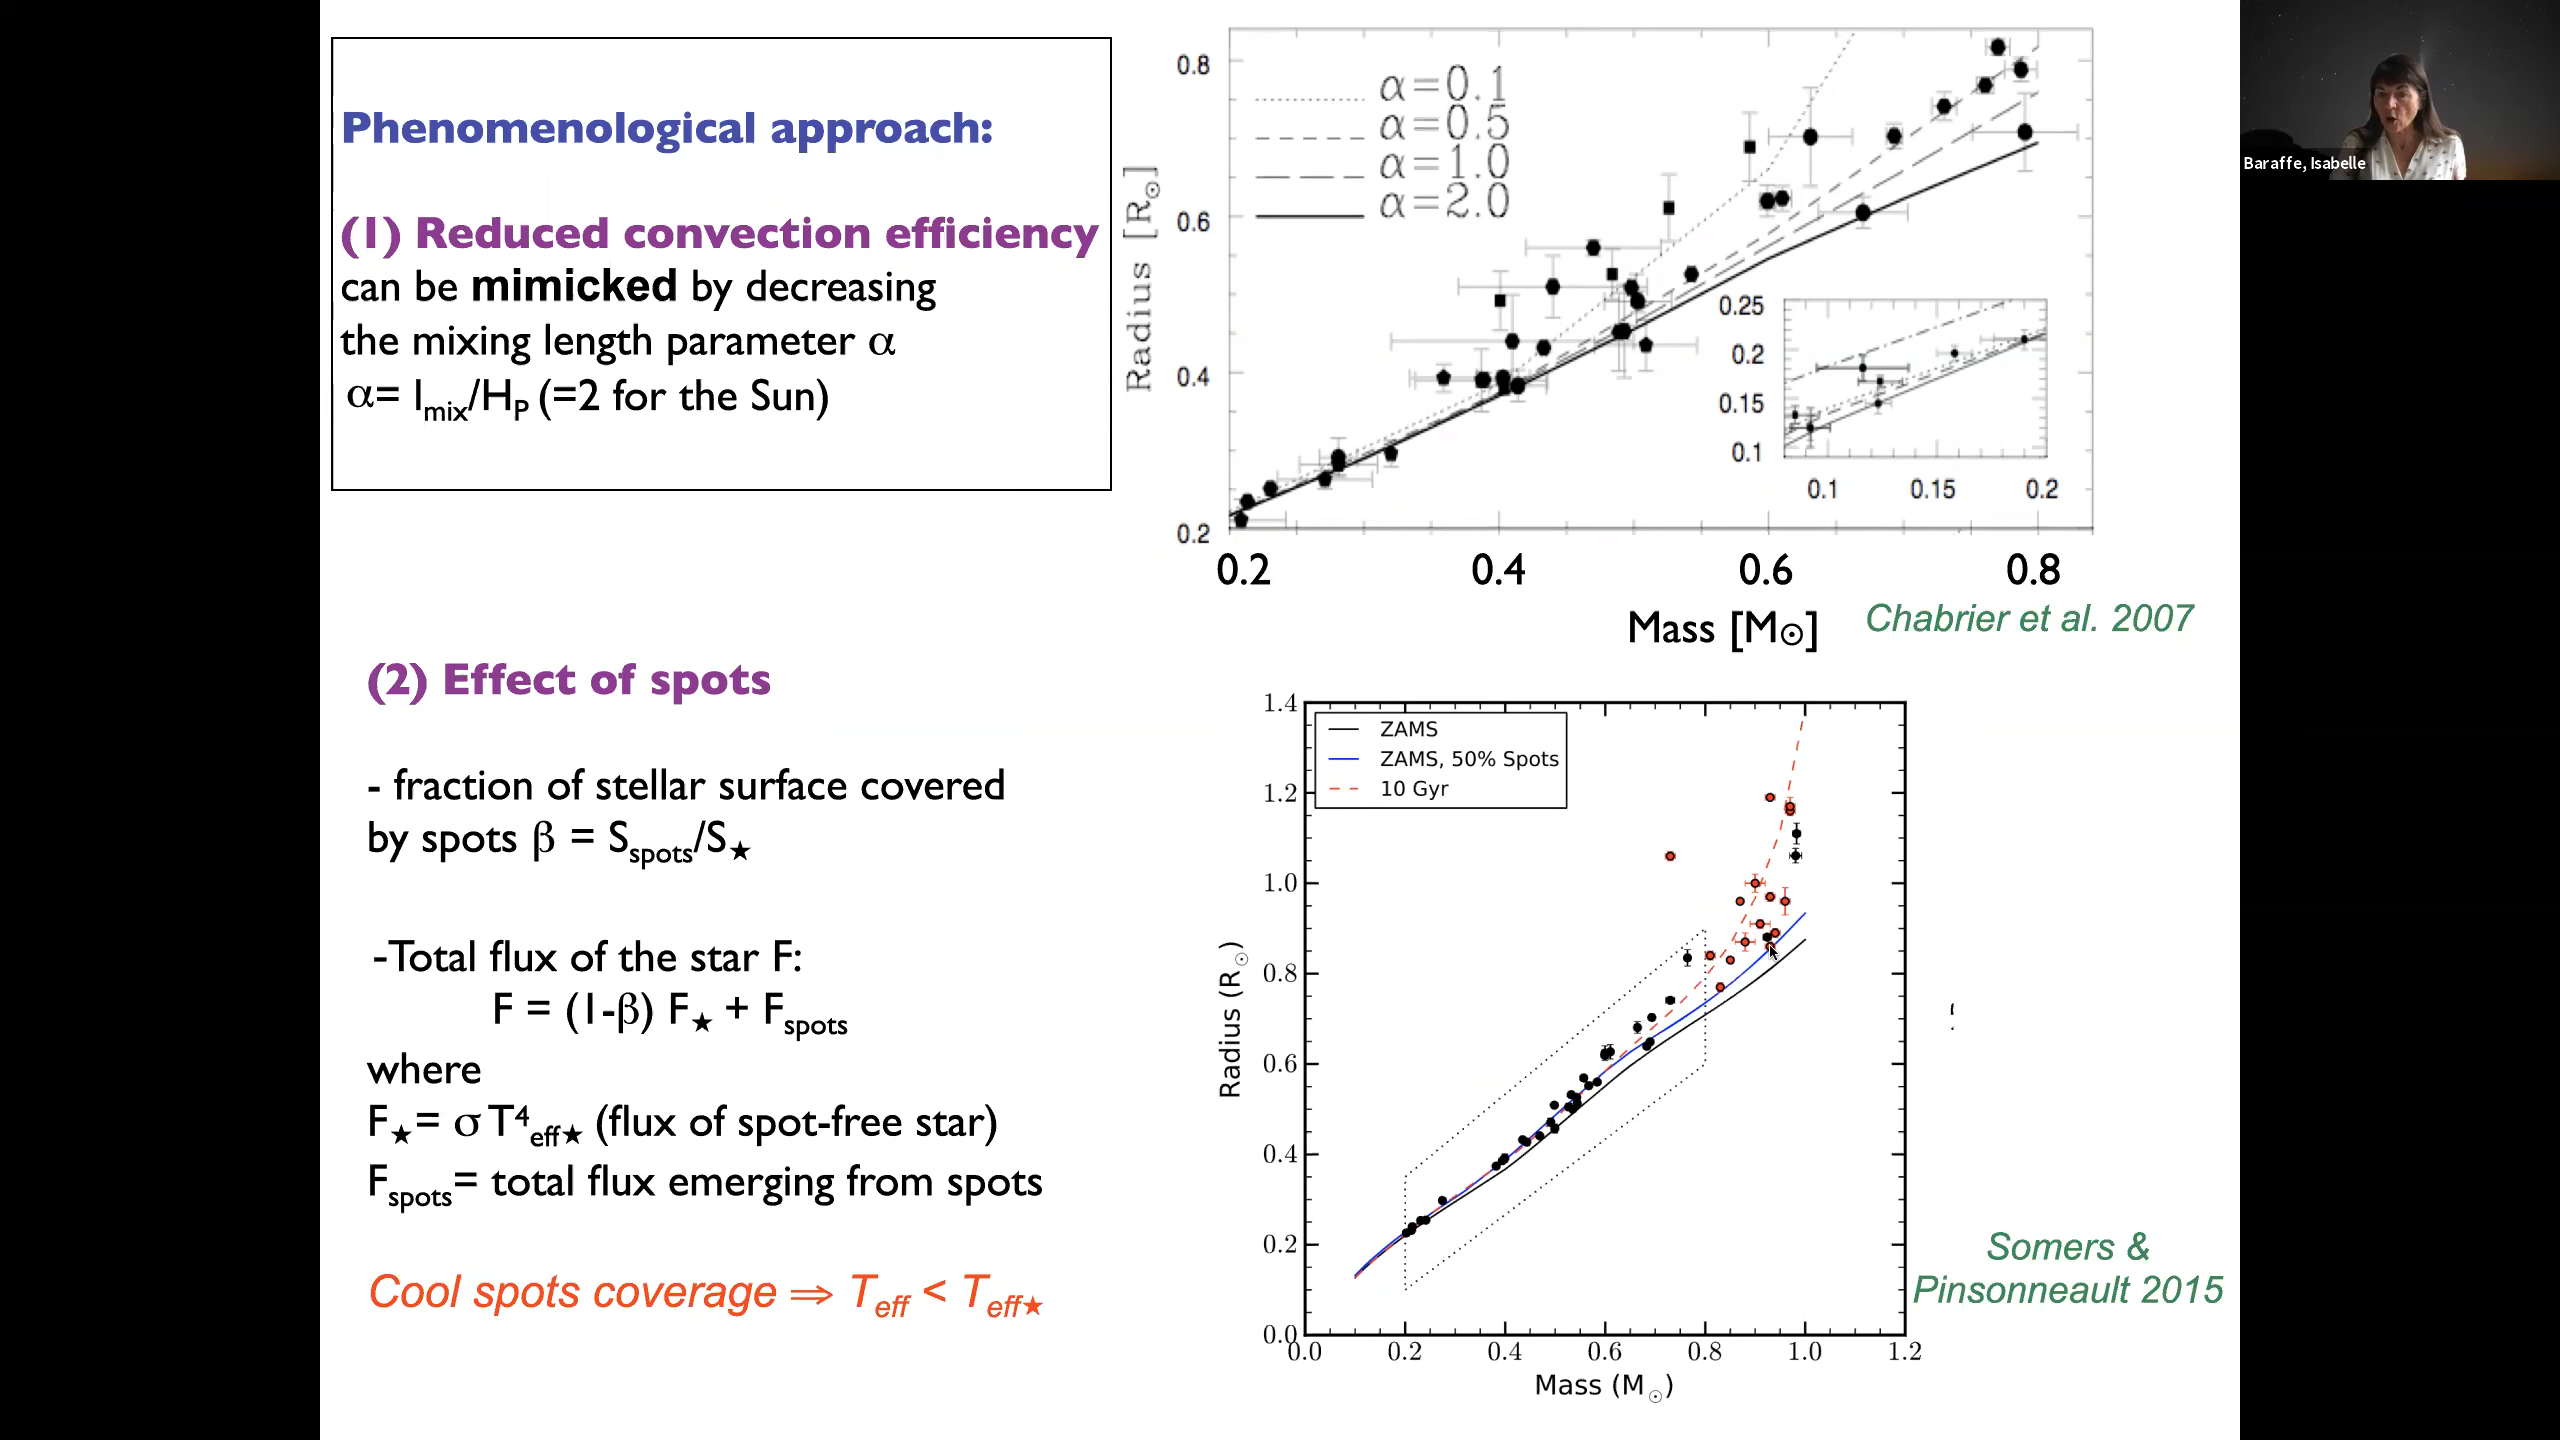 Phenomenological approach:
(1) Reduced convection efficiency
can be mimicked by decreasing
the mixing length parameter α
α= lmix/HP (=2 for the Sun)
(2) Effect of spots
- fraction of stellar surface covered
by spots β = Sspots/S★
-Total flux of the star F:
F = (1-β) F★ + Fspots
where
F★= σ T⁴eff★ (flux of spot-free star)
Fspots= total flux emerging from spots
Cool spots coverage ⇒ Teff < Teff★
α=0.1
α=0.5
α=1.0
α=2.0
Radius [R⊙]
0.8
0.6
0.4
0.2
0.25
0.2
0.15
0.1
0.1 0.15 0.2
0.2 0.4 0.6 0.8
Mass [M⊙]
Chabrier et al. 2007
ZAMS
ZAMS, 50% Spots
10 Gyr
Radius (R⊙)
1.4
1.2
1.0
0.8
0.6
0.4
0.2
0.0
0.0 0.2 0.4 0.6 0.8 1.0 1.2
Mass (M⊙)
Somers &
Pinsonneault 2015
Baraffe, Isabelle